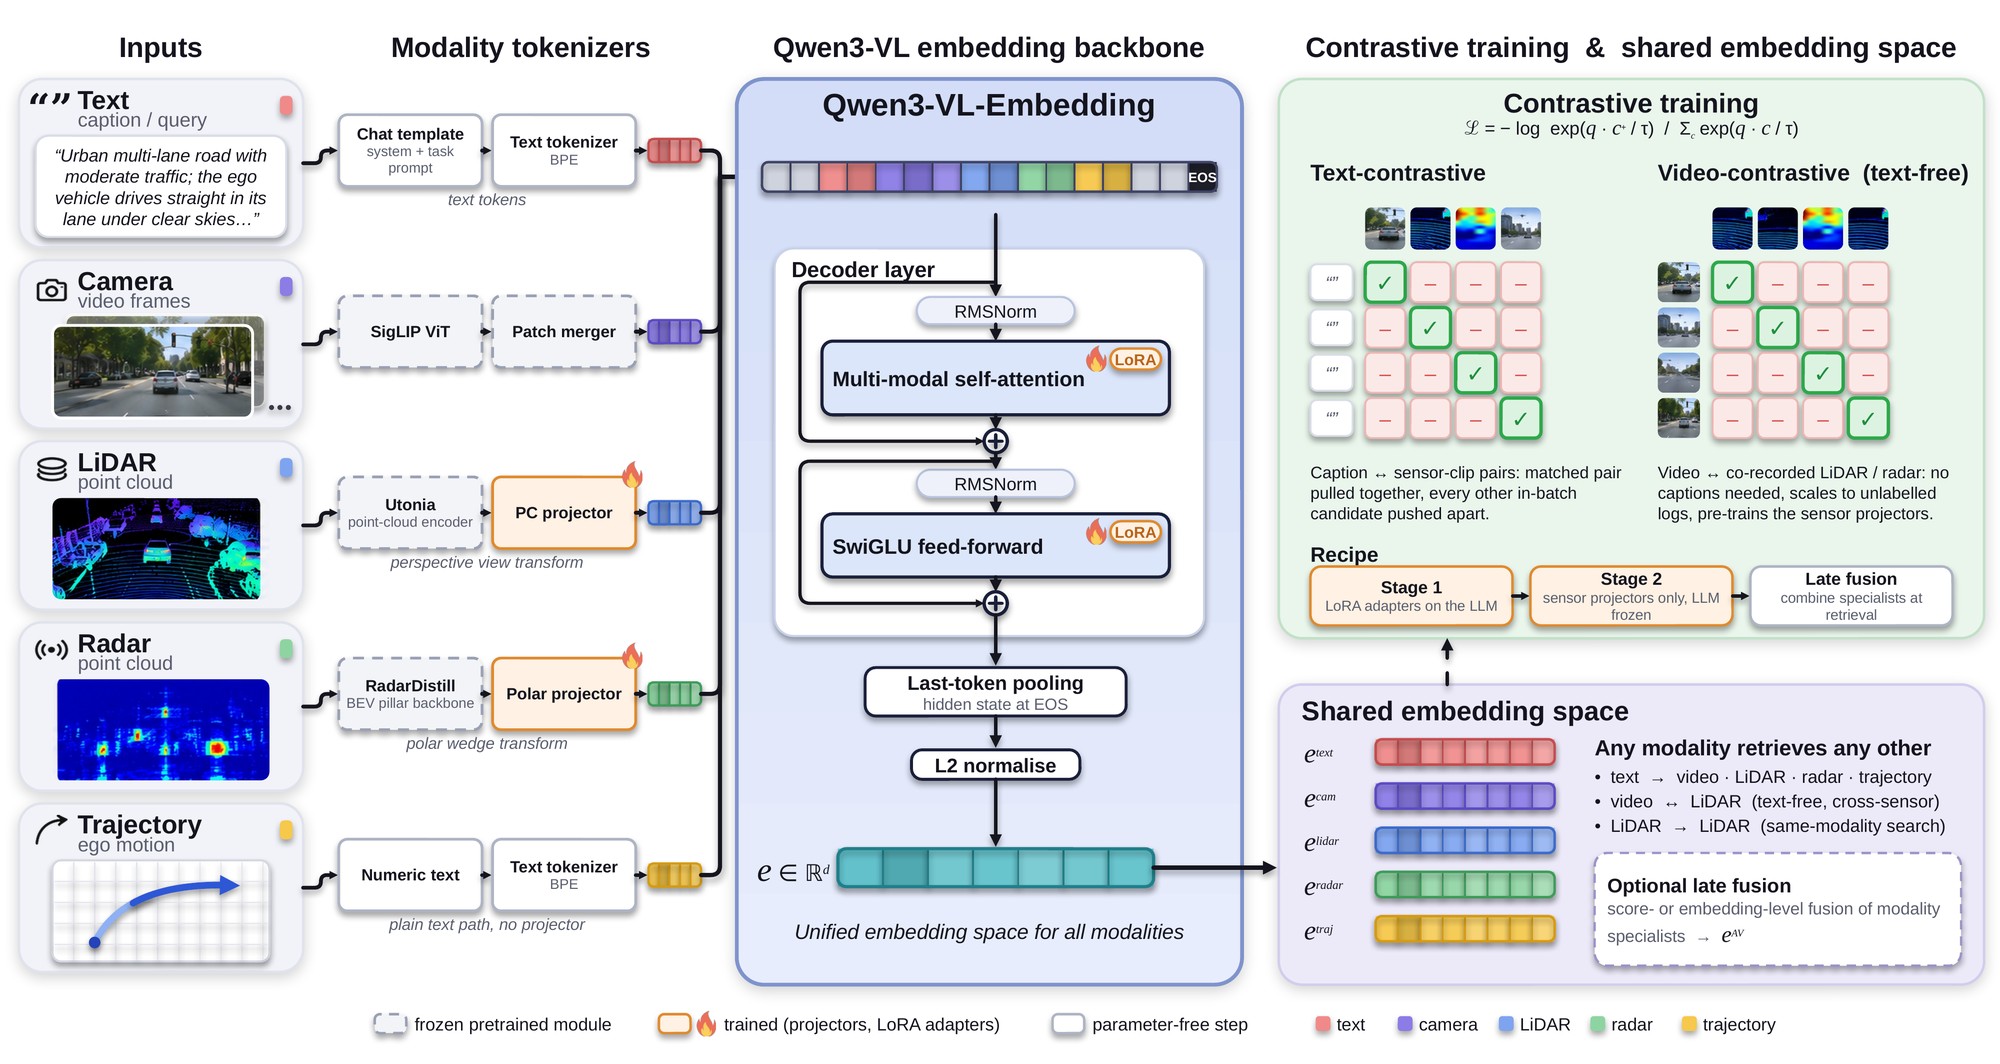 Inputs
Modality tokenizers
Qwen3-VL embedding backbone
Contrastive training & shared embedding space
“” Text
caption / query
“Urban multi-lane road with
moderate traffic; the ego
vehicle drives straight in its
lane under clear skies…”
Chat template
system + task
prompt
Text tokenizer
BPE
text tokens
Camera
video frames
...
SigLIP ViT
Patch merger
LiDAR
point cloud
Utonia
point-cloud encoder
PC projector
perspective view transform
Radar
point cloud
RadarDistill
BEV pillar backbone
Polar projector
polar wedge transform
Trajectory
ego motion
Numeric text
Text tokenizer
BPE
plain text path, no projector
Qwen3-VL-Embedding
EOS
Decoder layer
RMSNorm
LoRA
Multi-modal self-attention
RMSNorm
LoRA
SwiGLU feed-forward
Last-token pooling
hidden state at EOS
L2 normalise
e ∈ ℝᵈ
Unified embedding space for all modalities
Contrastive training
ℒ = − log exp(q · c⁺ / τ) / Σ꜀ exp(q · c / τ)
Text-contrastive
“” ✓ – – –
“” – ✓ – –
“” – – ✓ –
“” – – – ✓
Caption ↔ sensor-clip pairs: matched pair
pulled together, every other in-batch
candidate pushed apart.
Video-contrastive (text-free)
✓ – – –
– ✓ – –
– – ✓ –
– – – ✓
Video ↔ co-recorded LiDAR / radar: no
captions needed, scales to unlabelled
logs, pre-trains the sensor projectors.
Recipe
Stage 1
LoRA adapters on the LLM
Stage 2
sensor projectors only, LLM
frozen
Late fusion
combine specialists at
retrieval
Shared embedding space
e text
e cam
e lidar
e radar
e traj
Any modality retrieves any other
• text → video · LiDAR · radar · trajectory
• video ↔ LiDAR (text-free, cross-sensor)
• LiDAR → LiDAR (same-modality search)
Optional late fusion
score- or embedding-level fusion of modality
specialists → e AV
frozen pretrained module
trained (projectors, LoRA adapters)
parameter-free step
text
camera
LiDAR
radar
trajectory